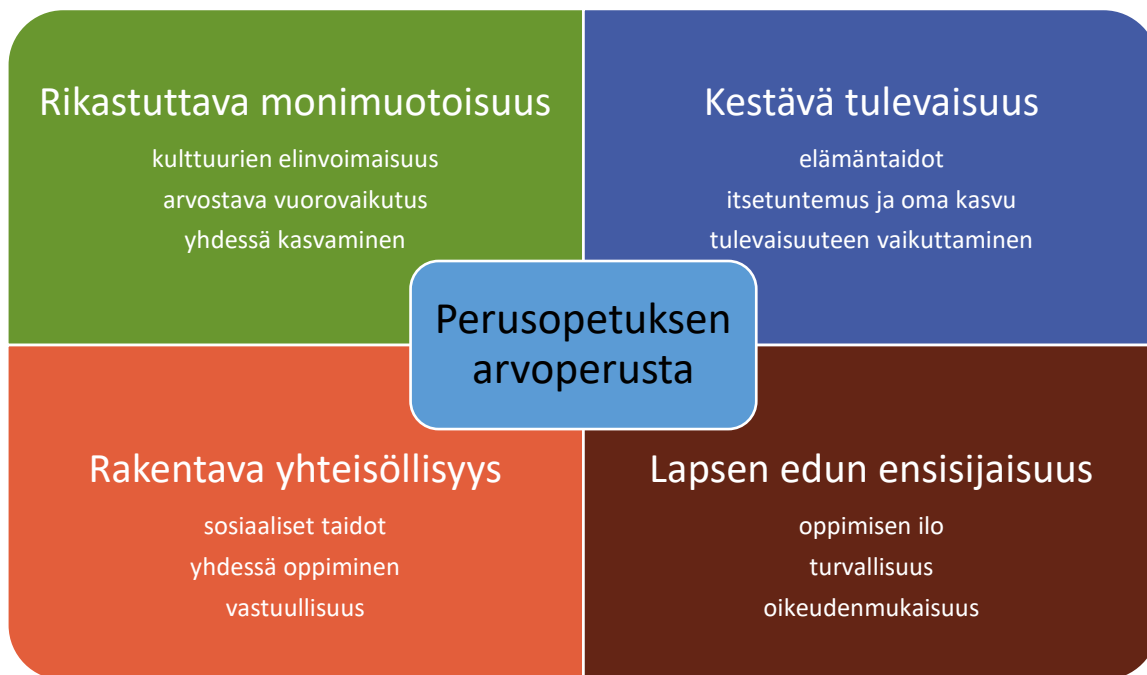 Rikastuttava monimuotoisuus
kulttuurien elinvoimaisuus
arvostava vuorovaikutus
yhdessä kasvaminen
Kestävä tulevaisuus
elämäntaidot
itsetuntemus ja oma kasvu
tulevaisuuteen vaikuttaminen
Perusopetuksen
arvoperusta
Rakentava yhteisöllisyys
sosiaaliset taidot
yhdessä oppiminen
vastuullisuus
Lapsen edun ensisijaisuus
oppimisen ilo
turvallisuus
oikeudenmukaisuus